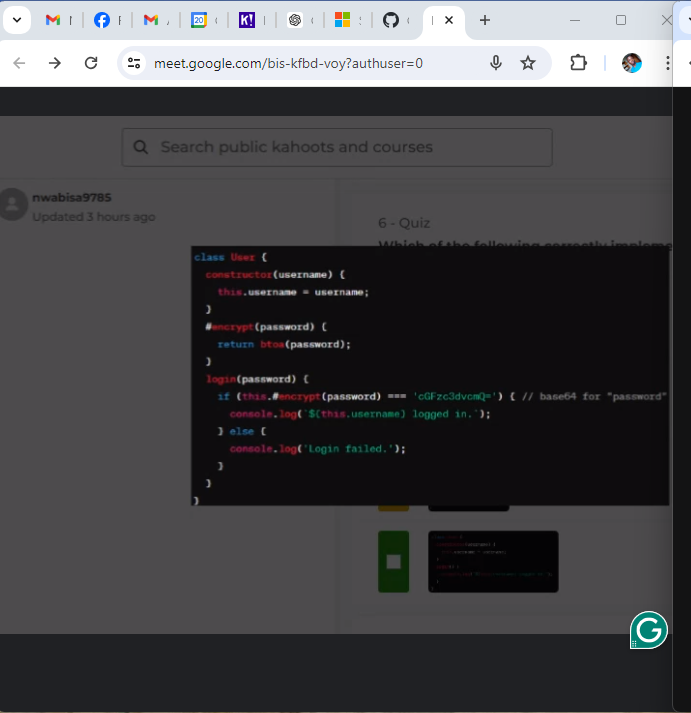 meet.google.com/bis-kfbd-voy?authuser=0
Search public kahoots and courses
nwabisa9785
Updated 3 hours ago
6 - Quiz
Which of the following correctly impleme
class User {
constructor(username) {
this.username = username;
}
#encrypt(password) {
return btoa(password);
}
login(password) {
if (this.#encrypt(password) === 'cGFzc3dvcmQ=') { // base64 for "password"
console.log(`${this.username} logged in.`);
} else {
console.log('Login failed.');
}
}
}